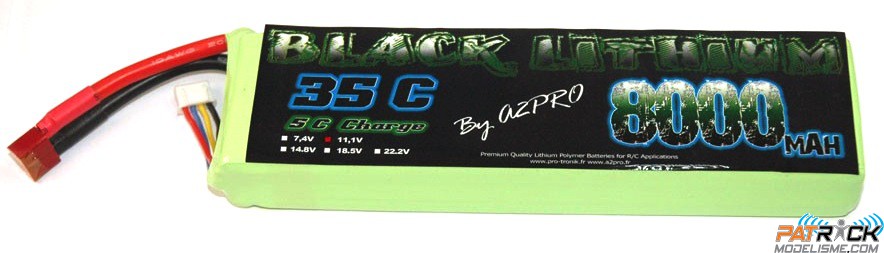 BLACK LITHIUM
35 C
5 C Charge
7,4V 11,1V
14.8V 18.5V 22.2V
By A2PRO
8000 MAH
Premium Quality Lithium Polymer Batteries for R/C Applications
www.pro-tronik.com www.a2pro.fr
PATRICK
MODELISME.COM